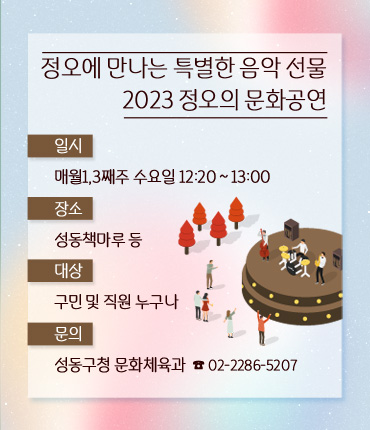 정오에 만나는 특별한 음악 선물
2023 정오의 문화공연
일시
매월1,3째주 수요일 12:20 ~ 13:00
장소
성동책마루 등
대상
구민 및 직원 누구나
문의
성동구청 문화체육과 ☎ 02-2286-5207